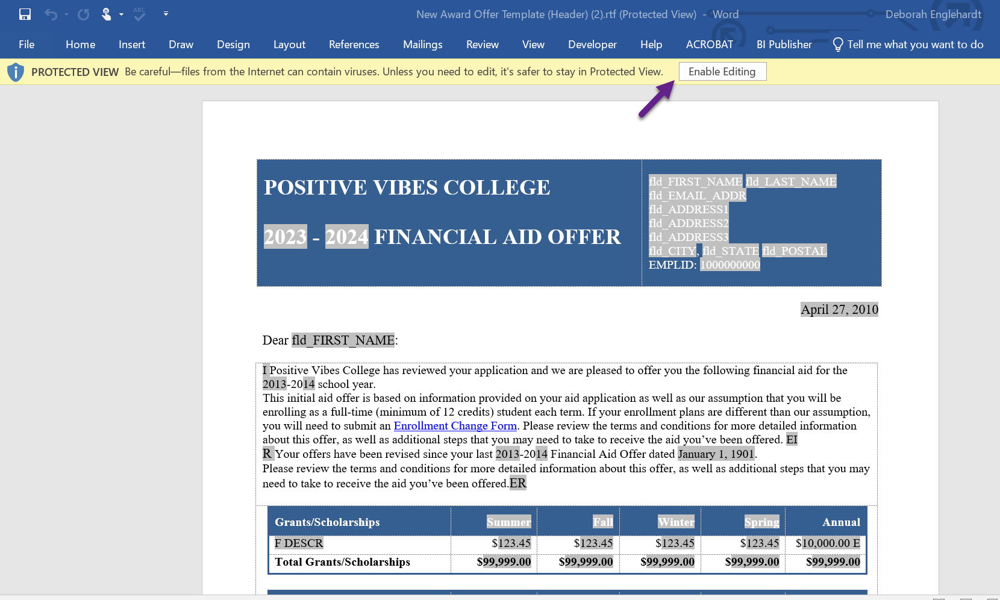 ABC
New Award Offer Template (Header) (2).rtf (Protected View) - Word
Deborah Englehardt
File Home Insert Draw Design Layout References Mailings Review View Developer Help ACROBAT BI Publisher Tell me what you want to do
PROTECTED VIEW Be careful—files from the Internet can contain viruses. Unless you need to edit, it's safer to stay in Protected View. Enable Editing
POSITIVE VIBES COLLEGE
2023 - 2024 FINANCIAL AID OFFER
fld_FIRST_NAME fld_LAST_NAME
fld_EMAIL_ADDR
fld_ADDRESS1
fld_ADDRESS2
fld_ADDRESS3
fld_CITY, fld_STATE fld_POSTAL
EMPLID: 1000000000
April 27, 2010
Dear fld_FIRST_NAME:
I Positive Vibes College has reviewed your application and we are pleased to offer you the following financial aid for the
2013-2014 school year.
This initial aid offer is based on information provided on your aid application as well as our assumption that you will be
enrolling as a full-time (minimum of 12 credits) student each term. If your enrollment plans are different than our assumption,
you will need to submit an Enrollment Change Form. Please review the terms and conditions for more detailed information
about this offer, as well as additional steps that you may need to take to receive the aid you’ve been offered. EI
R Your offers have been revised since your last 2013-2014 Financial Aid Offer dated January 1, 1901.
Please review the terms and conditions for more detailed information about this offer, as well as additional steps that you may
need to take to receive the aid you’ve been offered.ER
Grants/Scholarships Summer Fall Winter Spring Annual
F DESCR $123.45 $123.45 $123.45 $123.45 $10,000.00 E
Total Grants/Scholarships $99,999.00 $99,999.00 $99,999.00 $99,999.00 $99,999.00